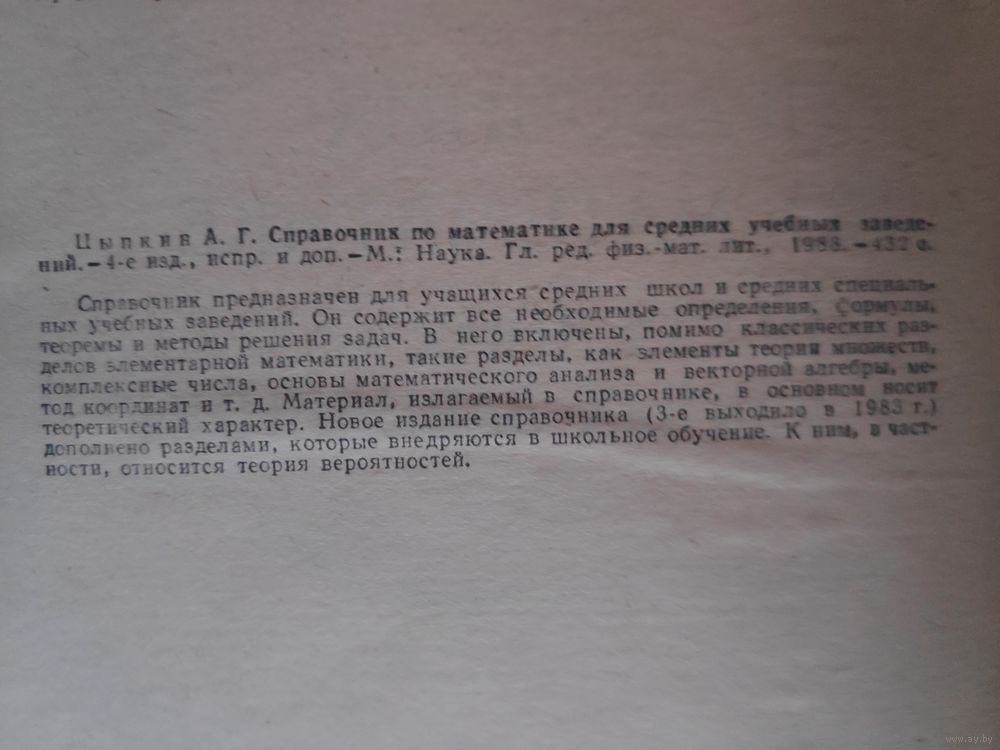 Цыпкин А. Г. Справочник по математике для средних учебных заведе-
ний.—4-е изд., испр. и доп.—М.: Наука. Гл. ред. физ.-мат. лит., 1988.—432 с.
Справочник предназначен для учащихся средних школ и средних специаль-
ных учебных заведений. Он содержит все необходимые определения, формулы,
теоремы и методы решения задач. В него включены, помимо классических раз-
делов элементарной математики, такие разделы, как элементы теории множеств,
комплексные числа, основы математического анализа и векторной алгебры, ме-
тод координат и т. д. Материал, излагаемый в справочнике, в основном носит
теоретический характер. Новое издание справочника (3-е выходило в 1983 г.)
дополнено разделами, которые внедряются в школьное обучение. К ним, в част-
ности, относится теория вероятностей.
www.ay.by